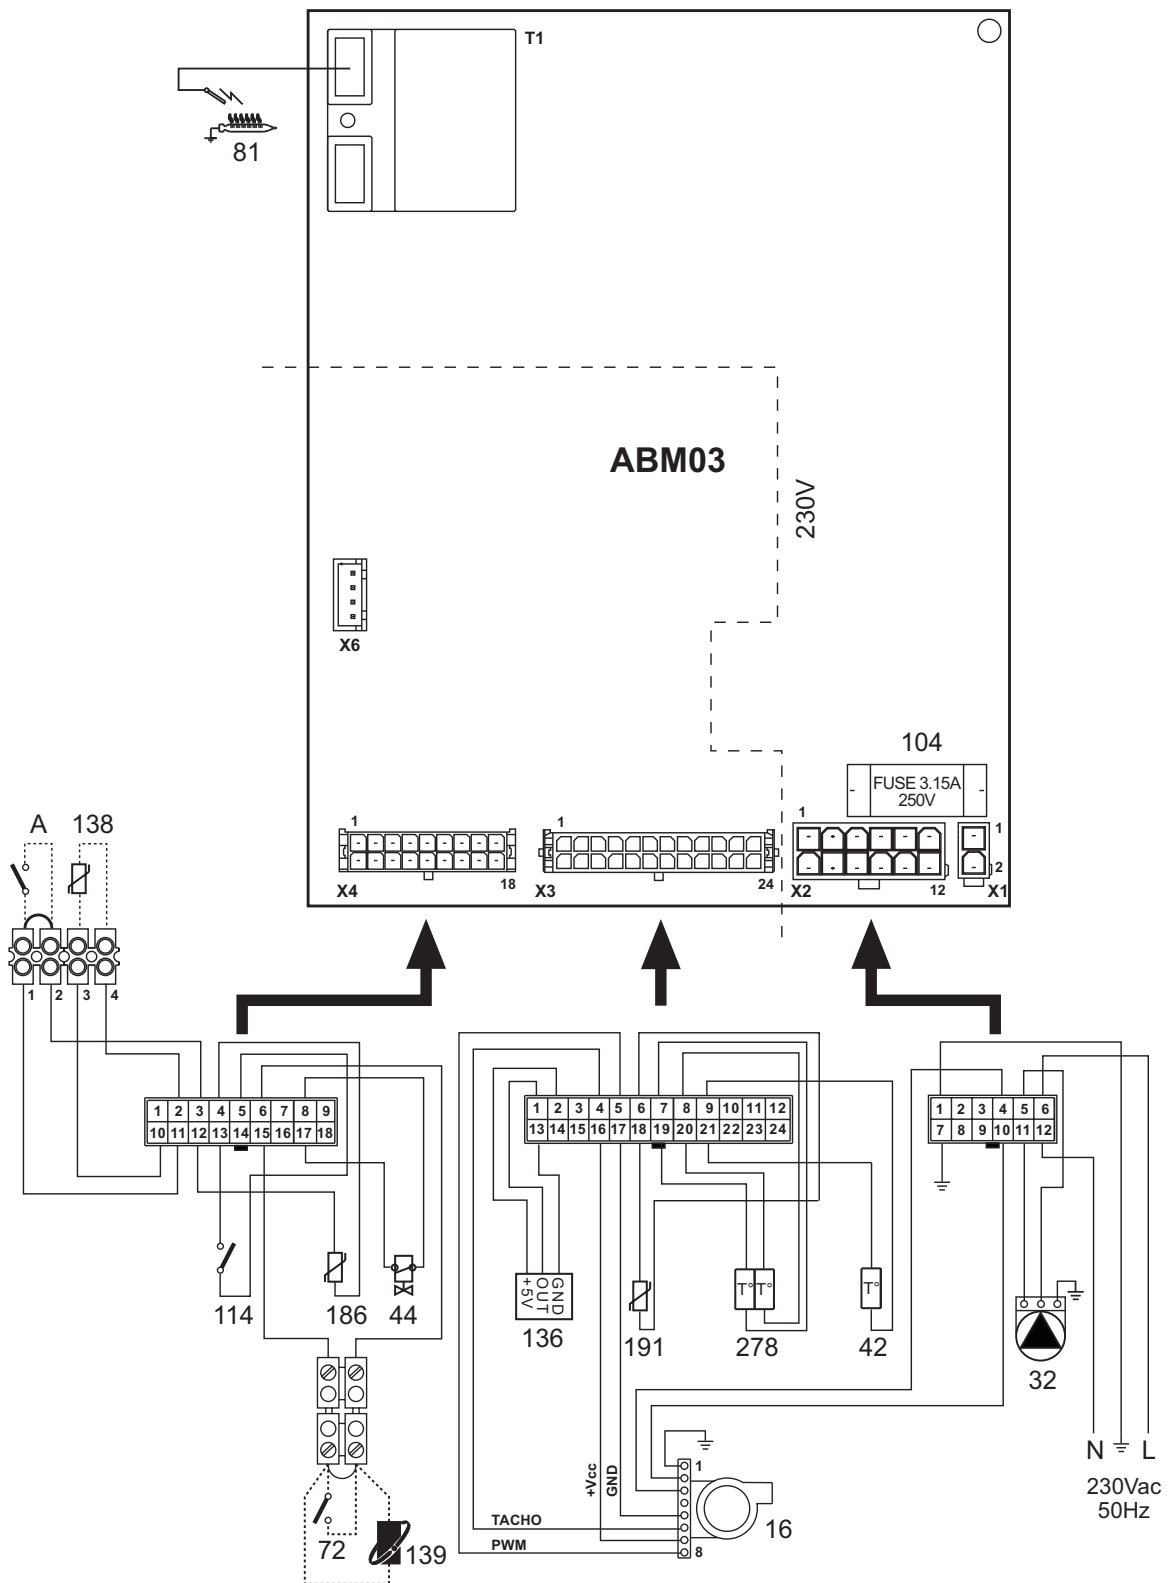 T1
81
ABM03
230V
X6
104
FUSE 3.15A
250V
A 138
1 1 1 1
2
18 24 12
X4 X3 X2 X1
1 2 3 4
1 2 3 4 5 6 7 8 9
10 11 12 13 14 15 16 17 18
1 2 3 4 5 6 7 8 9 10 11 12
13 14 15 16 17 18 19 20 21 22 23 24
1 2 3 4 5 6
7 8 9 10 11 12
+5V
OUT
GND
T° T° T°
114 186 44 136 191 278 42
32
N L
230Vac
50Hz
+Vcc
GND
1
TACHO
16
PWM
8
72 139